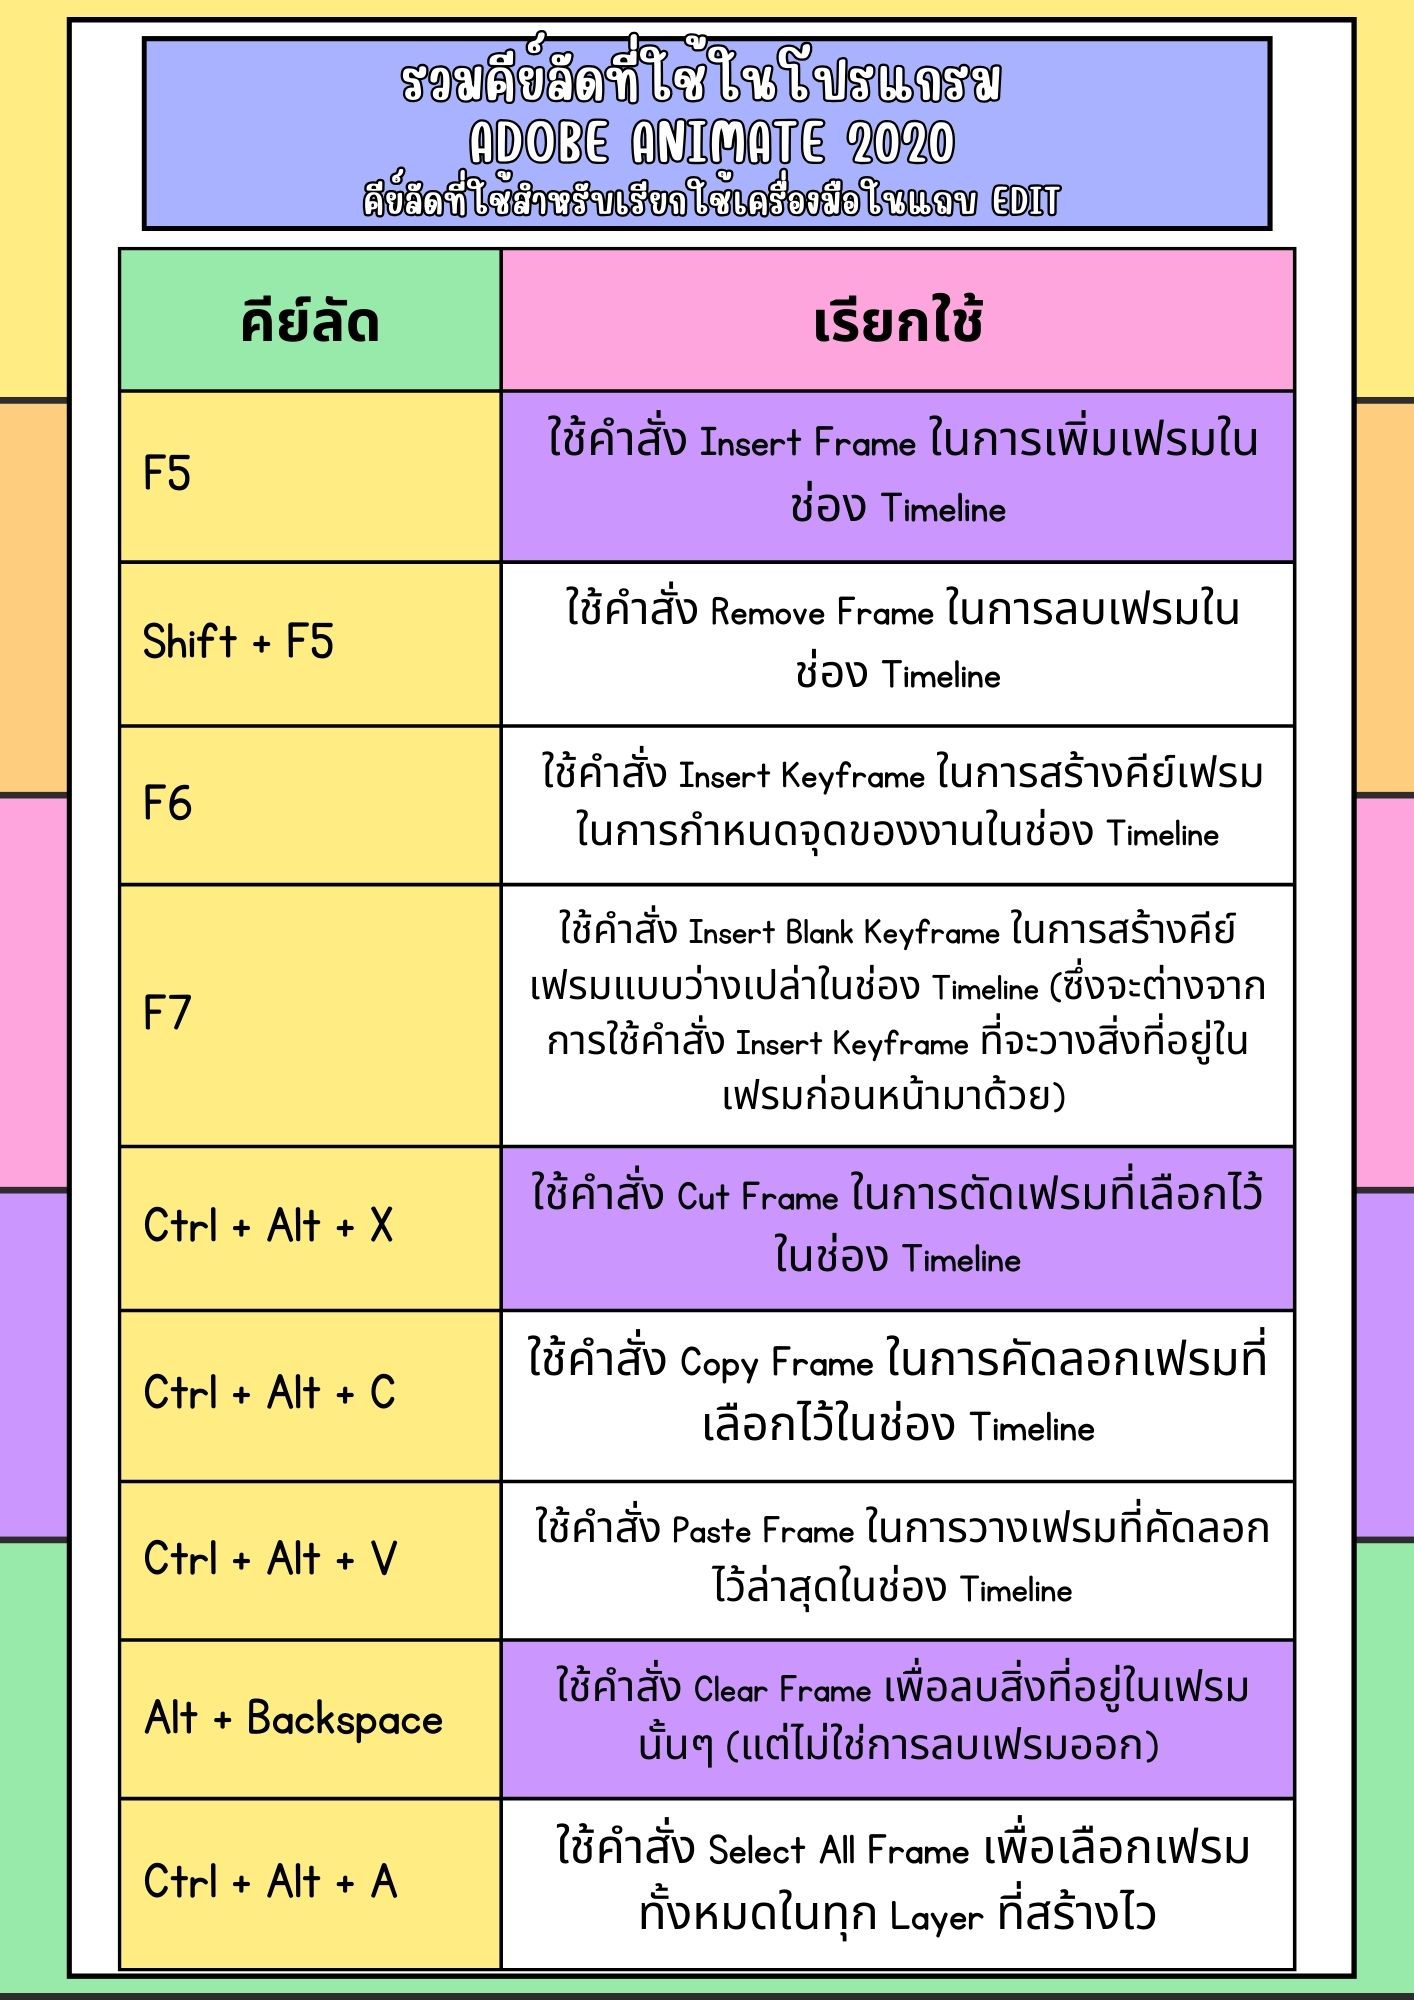 รวมคีย์ลัดที่ใช้ในโปรแกรม
ADOBE ANIMATE 2020
คีย์ลัดที่ใช้สำหรับเรียกใช้เครื่องมือในแถบ EDIT
คีย์ลัด
เรียกใช้
F5
ใช้คำสั่ง Insert Frame ในการเพิ่มเฟรมใน
ช่อง Timeline
Shift + F5
ใช้คำสั่ง Remove Frame ในการลบเฟรมใน
ช่อง Timeline
F6
ใช้คำสั่ง Insert Keyframe ในการสร้างคีย์เฟรม
ในการกำหนดจุดของงานในช่อง Timeline
F7
ใช้คำสั่ง Insert Blank Keyframe ในการสร้างคีย์
เฟรมแบบว่างเปล่าในช่อง Timeline (ซึ่งจะต่างจาก
การใช้คำสั่ง Insert Keyframe ที่จะวางสิ่งที่อยู่ใน
เฟรมก่อนหน้ามาด้วย)
Ctrl + Alt + X
ใช้คำสั่ง Cut Frame ในการตัดเฟรมที่เลือกไว้
ในช่อง Timeline
Ctrl + Alt + C
ใช้คำสั่ง Copy Frame ในการคัดลอกเฟรมที่
เลือกไว้ในช่อง Timeline
Ctrl + Alt + V
ใช้คำสั่ง Paste Frame ในการวางเฟรมที่คัดลอก
ไว้ล่าสุดในช่อง Timeline
Alt + Backspace
ใช้คำสั่ง Clear Frame เพื่อลบสิ่งที่อยู่ในเฟรม
นั้นๆ (แต่ไม่ใช่การลบเฟรมออก)
Ctrl + Alt + A
ใช้คำสั่ง Select All Frame เพื่อเลือกเฟรม
ทั้งหมดในทุก Layer ที่สร้างไว